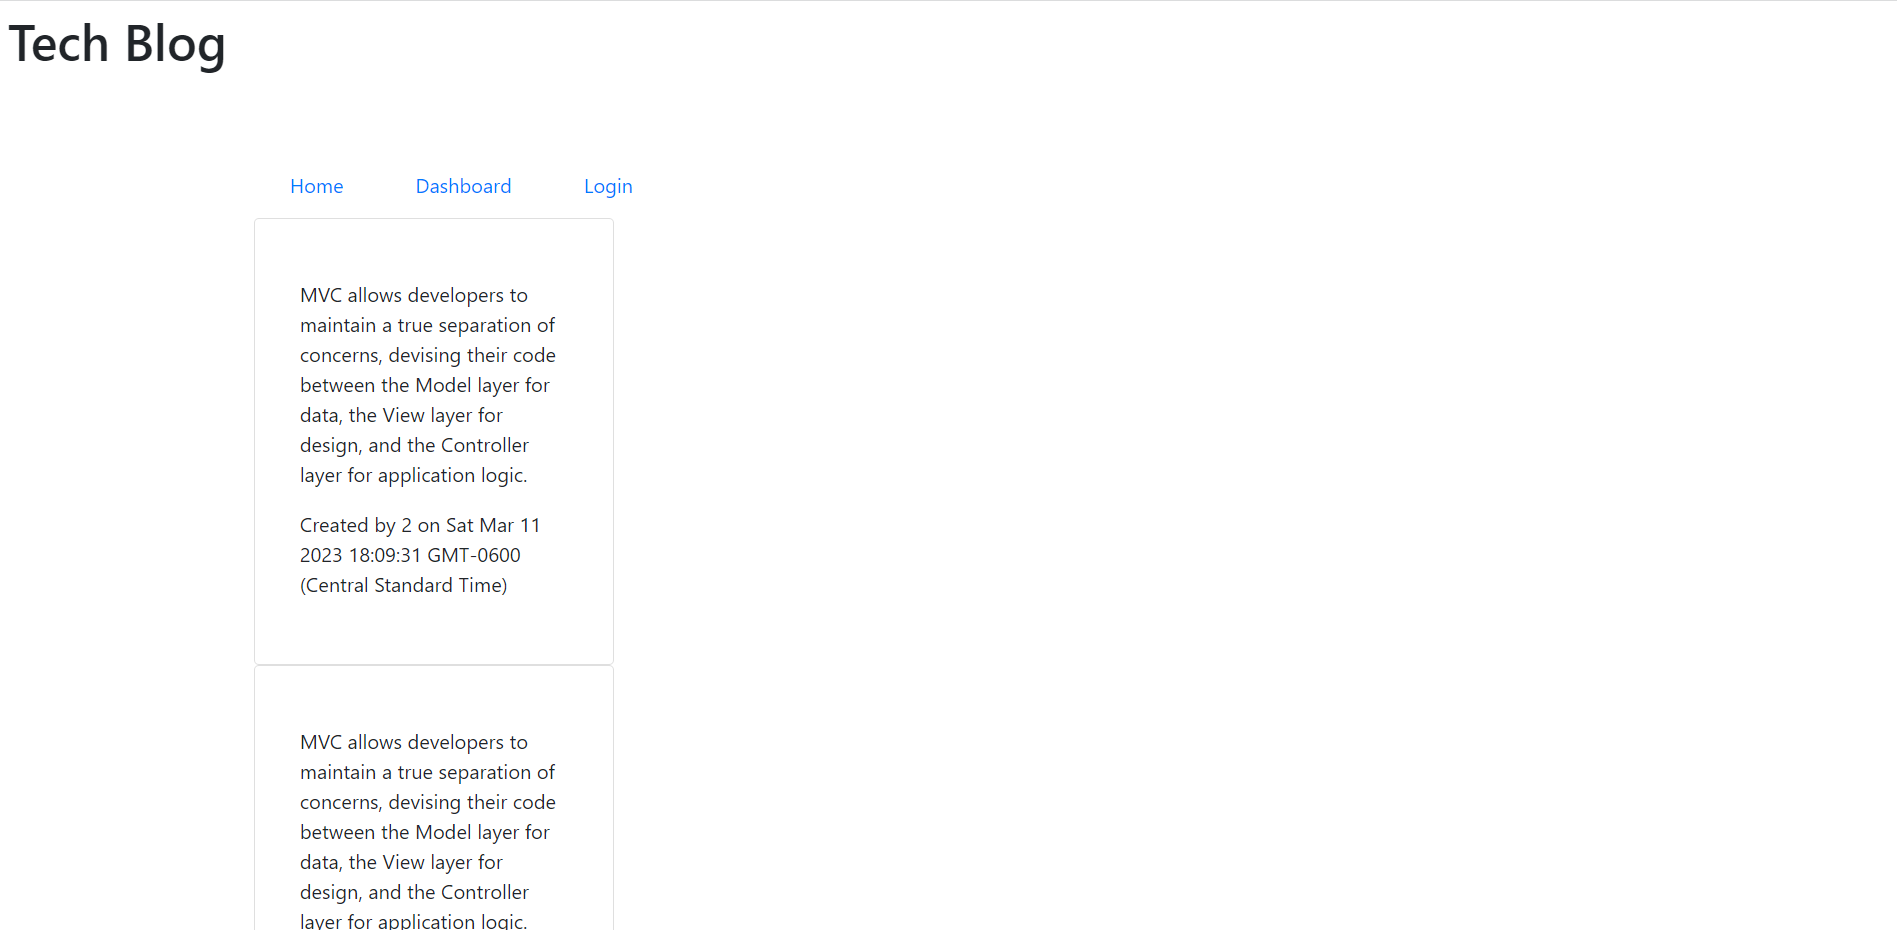 Tech Blog
Home Dashboard Login
MVC allows developers to
maintain a true separation of
concerns, devising their code
between the Model layer for
data, the View layer for
design, and the Controller
layer for application logic.
Created by 2 on Sat Mar 11
2023 18:09:31 GMT-0600
(Central Standard Time)
MVC allows developers to
maintain a true separation of
concerns, devising their code
between the Model layer for
data, the View layer for
design, and the Controller
layer for application logic.